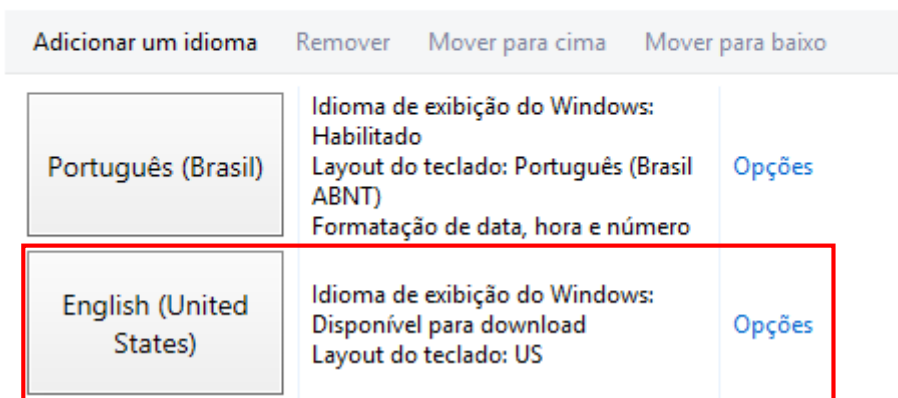 Adicionar um idioma Remover Mover para cima Mover para baixo
Português (Brasil)
Idioma de exibição do Windows:
Habilitado
Layout do teclado: Português (Brasil
ABNT)
Formatação de data, hora e número
Opções
English (United
States)
Idioma de exibição do Windows:
Disponível para download
Layout do teclado: US
Opções